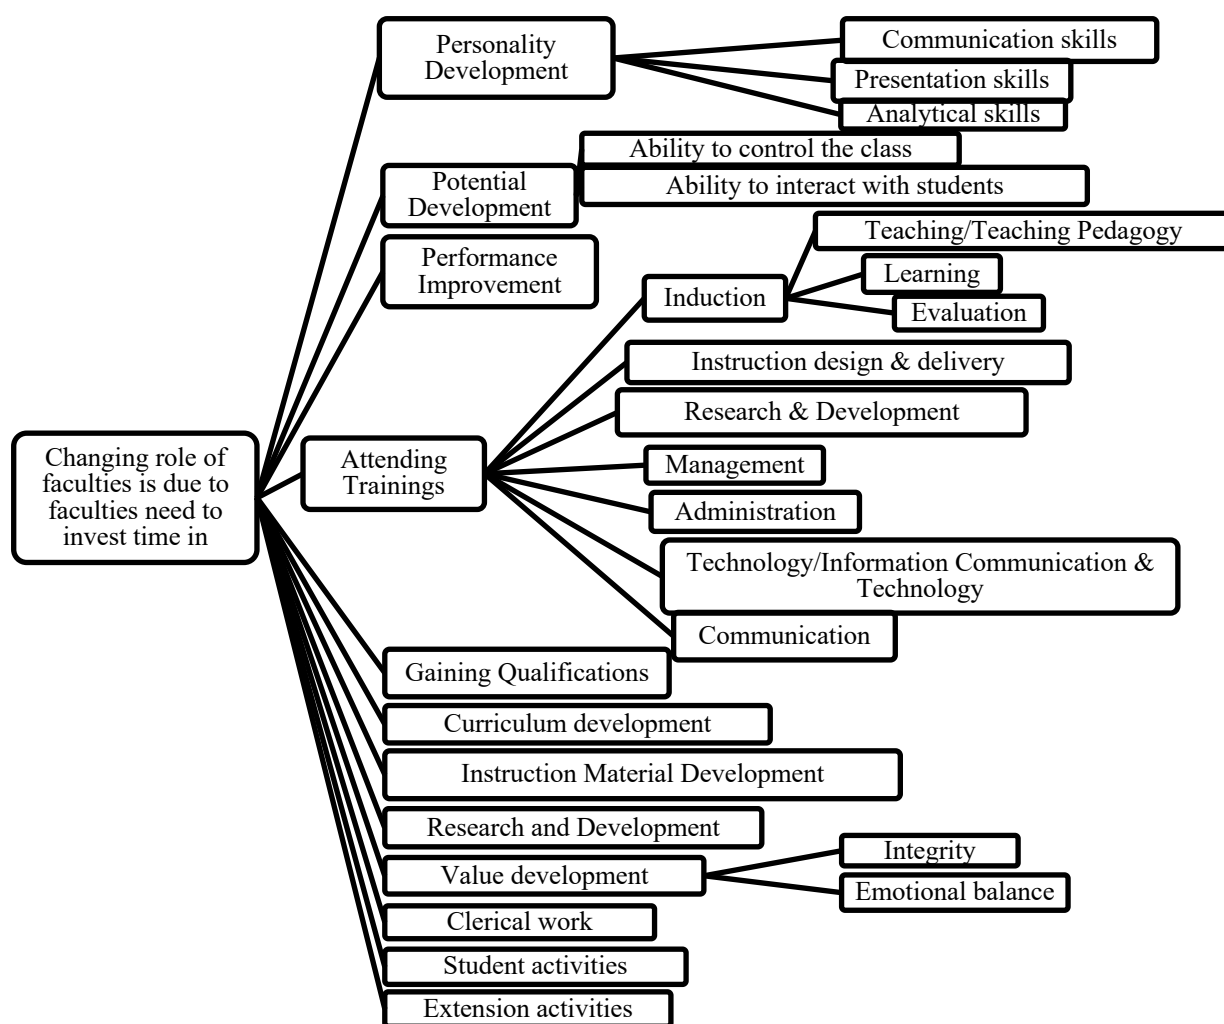 Personality
Development
Communication skills
Presentation skills
Analytical skills
Potential
Development
Ability to control the class
Ability to interact with students
Performance
Improvement
Changing role of
faculties is due to
faculties need to
invest time in
Attending
Trainings
Induction
Teaching/Teaching Pedagogy
Learning
Evaluation
Instruction design & delivery
Research & Development
Management
Administration
Technology/Information Communication &
Technology
Communication
Gaining Qualifications
Curriculum development
Instruction Material Development
Research and Development
Value development
Integrity
Emotional balance
Clerical work
Student activities
Extension activities